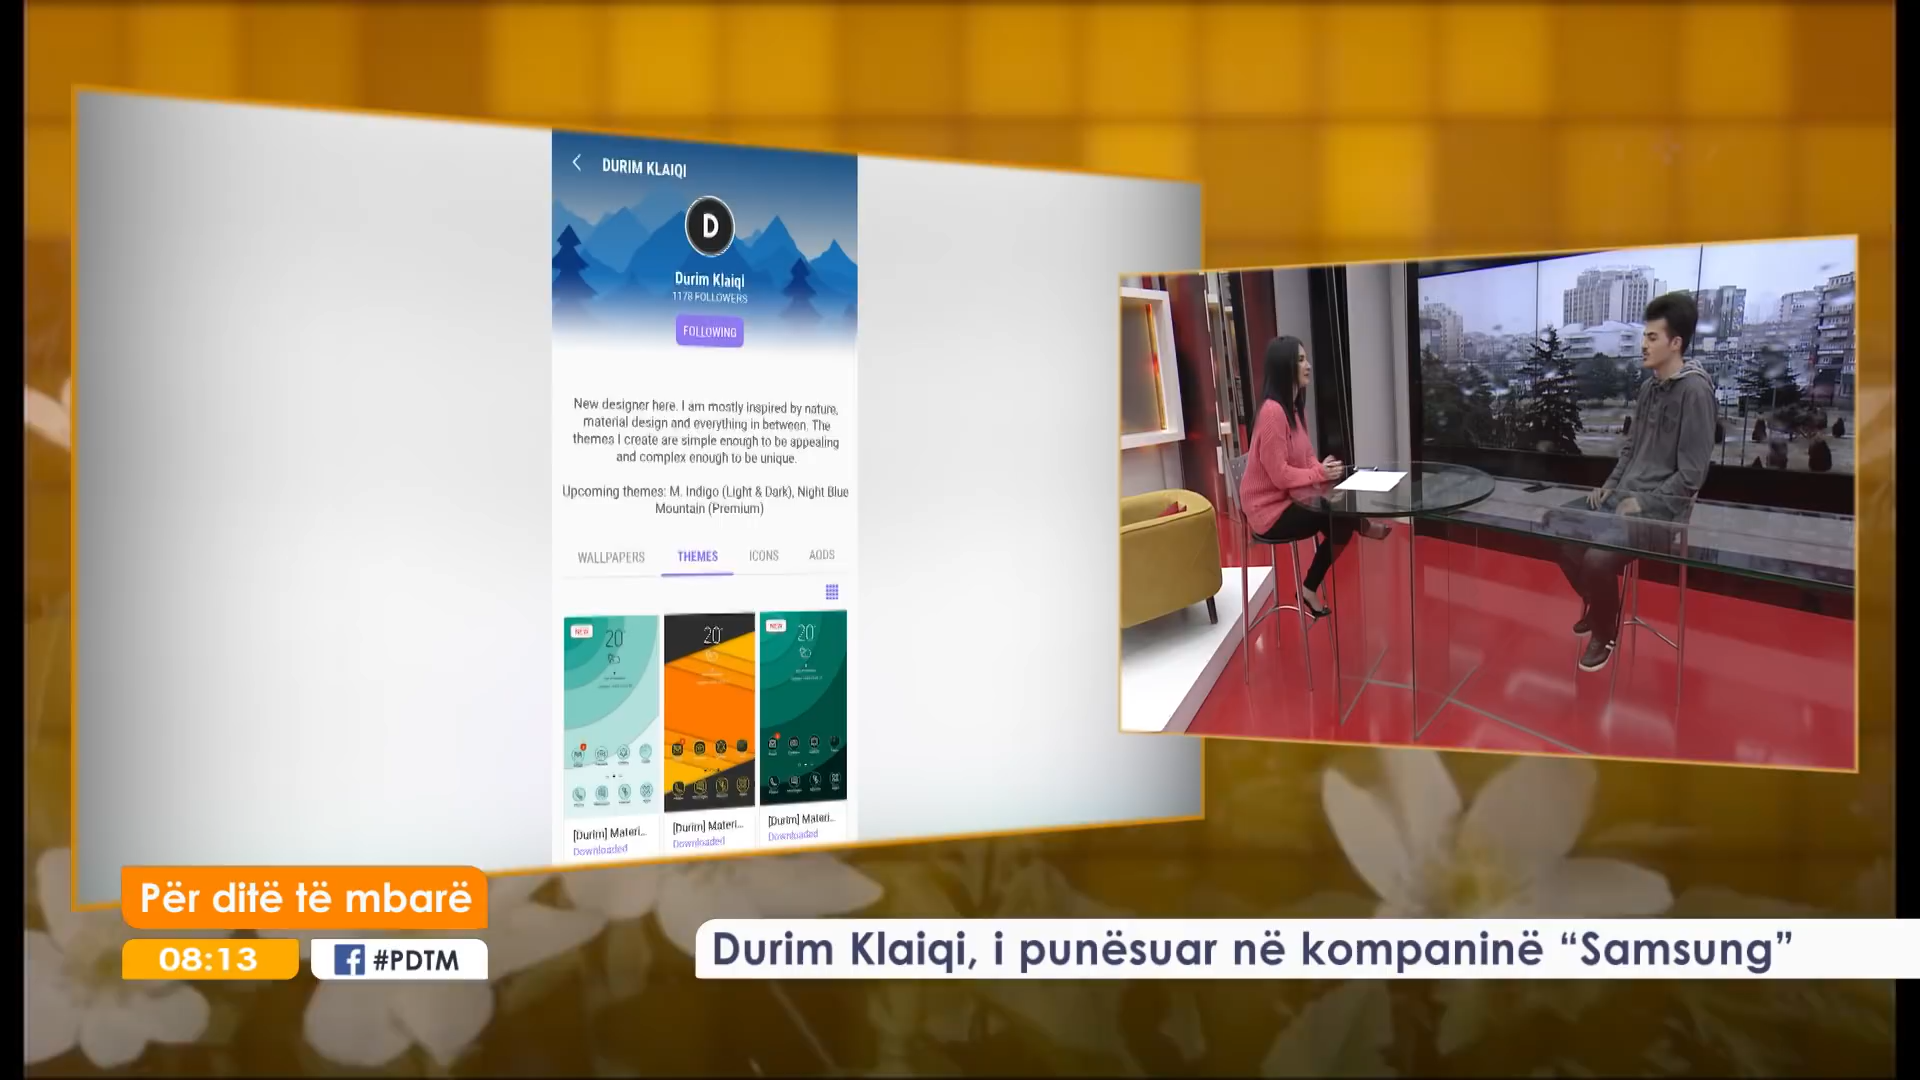 DURIM KLAIQI
D
Durim Klaiqi
1178 FOLLOWERS
FOLLOWING
New designer here. I am mostly inspired by nature,
material design and everything in between. The
themes I create are simple enough to be appealing
and complex enough to be unique.
Upcoming themes: M. Indigo (Light & Dark), Night Blue
Mountain (Premium)
WALLPAPERS THEMES ICONS AODS
NEW 20° 20° NEW 20°
[Durim] Materi... [Durim] Materi... [Durim] Materi...
Downloaded Downloaded Downloaded
Për ditë të mbarë
08:13 #PDTM
Durim Klaiqi, i punësuar në kompaninë “Samsung”